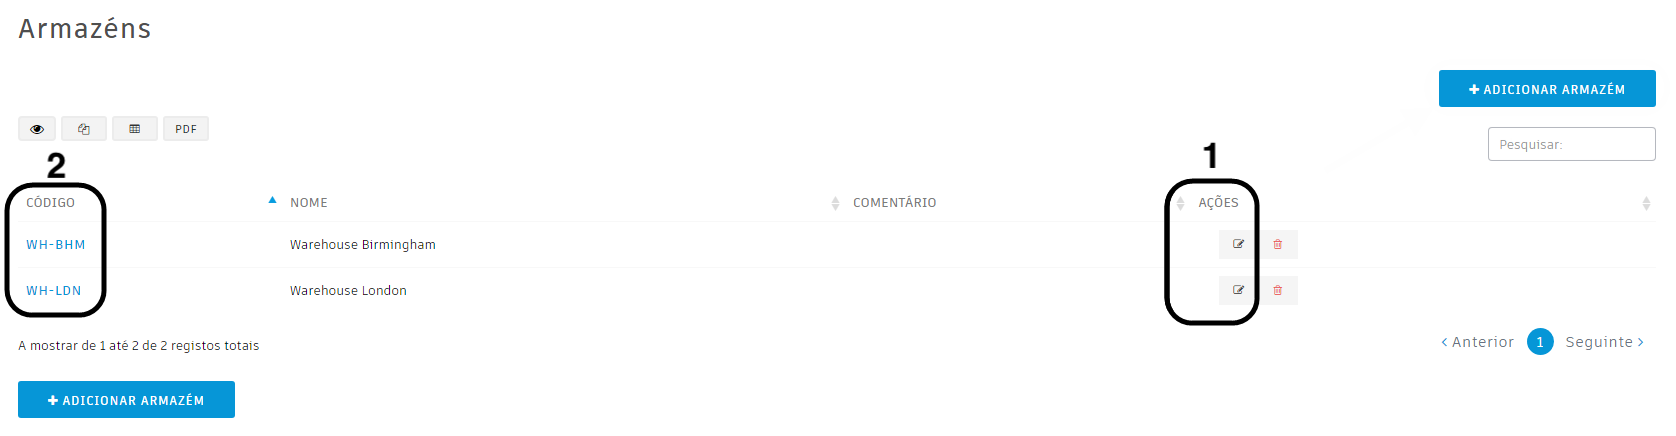 Armazéns
ADICIONAR ARMAZÉM
PDF
Pesquisar:
2
1
CÓDIGO NOME COMENTÁRIO AÇÕES
WH-BHM Warehouse Birmingham
WH-LDN Warehouse London
A mostrar de 1 até 2 de 2 registos totais
Anterior 1 Seguinte
ADICIONAR ARMAZÉM